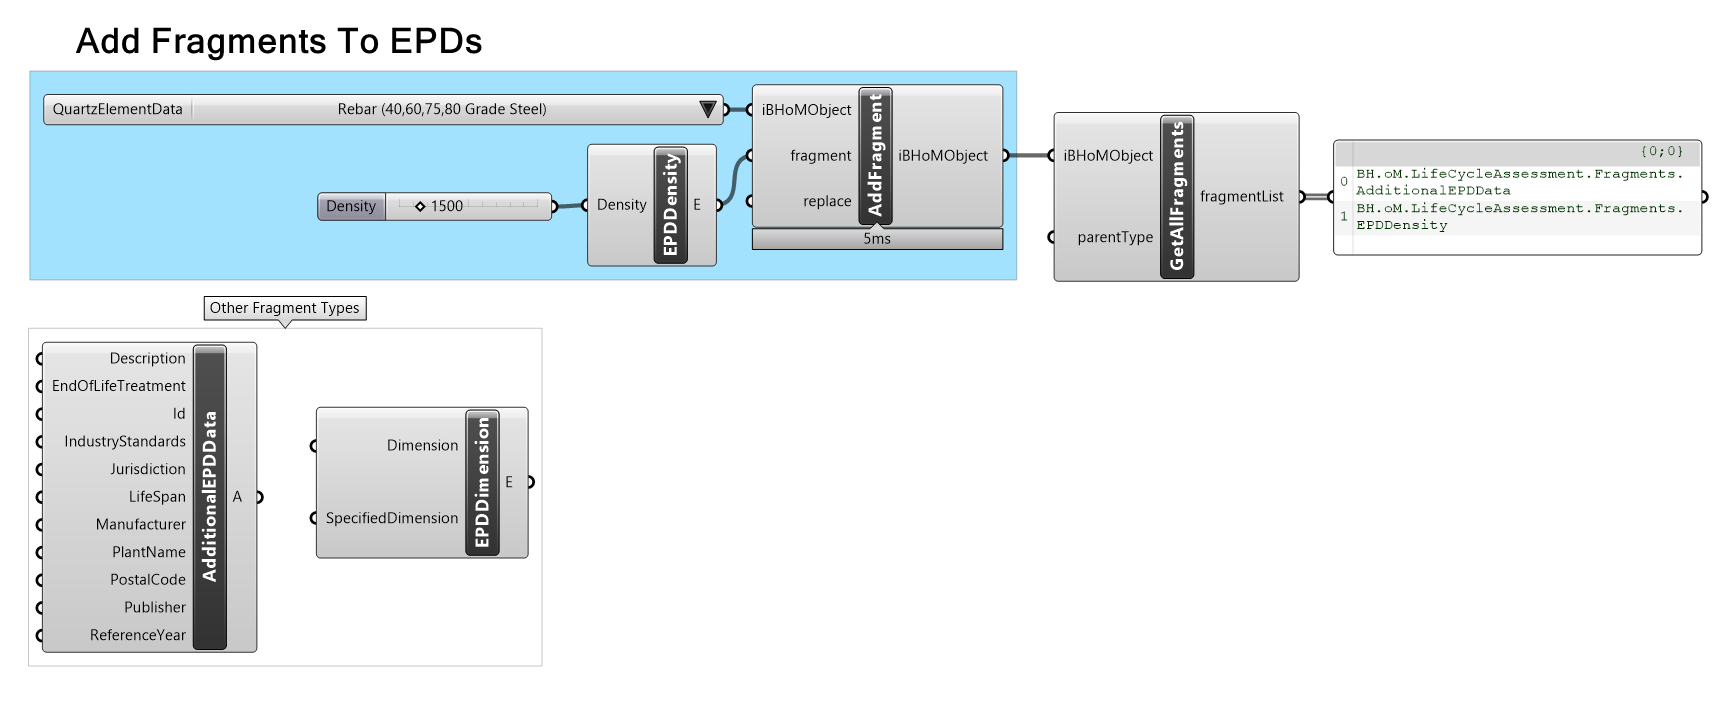 Add Fragments To EPDs
QuartzElementData
Rebar (40,60,75,80 Grade Steel)
Density
1500
Density
EPDDensity
E
iBHoMObject
fragment
replace
AddFragment
iBHoMObject
5ms
iBHoMObject
parentType
GetAllFragments
fragmentList
{0;0}
0
BH.oM.LifeCycleAssessment.Fragments.
AdditionalEPDData
1
BH.oM.LifeCycleAssessment.Fragments.
EPDDensity
Other Fragment Types
Description
EndOfLifeTreatment
Id
IndustryStandards
Jurisdiction
LifeSpan
Manufacturer
PlantName
PostalCode
Publisher
ReferenceYear
AdditionalEPDData
A
Dimension
SpecifiedDimension
EPDDimension
E